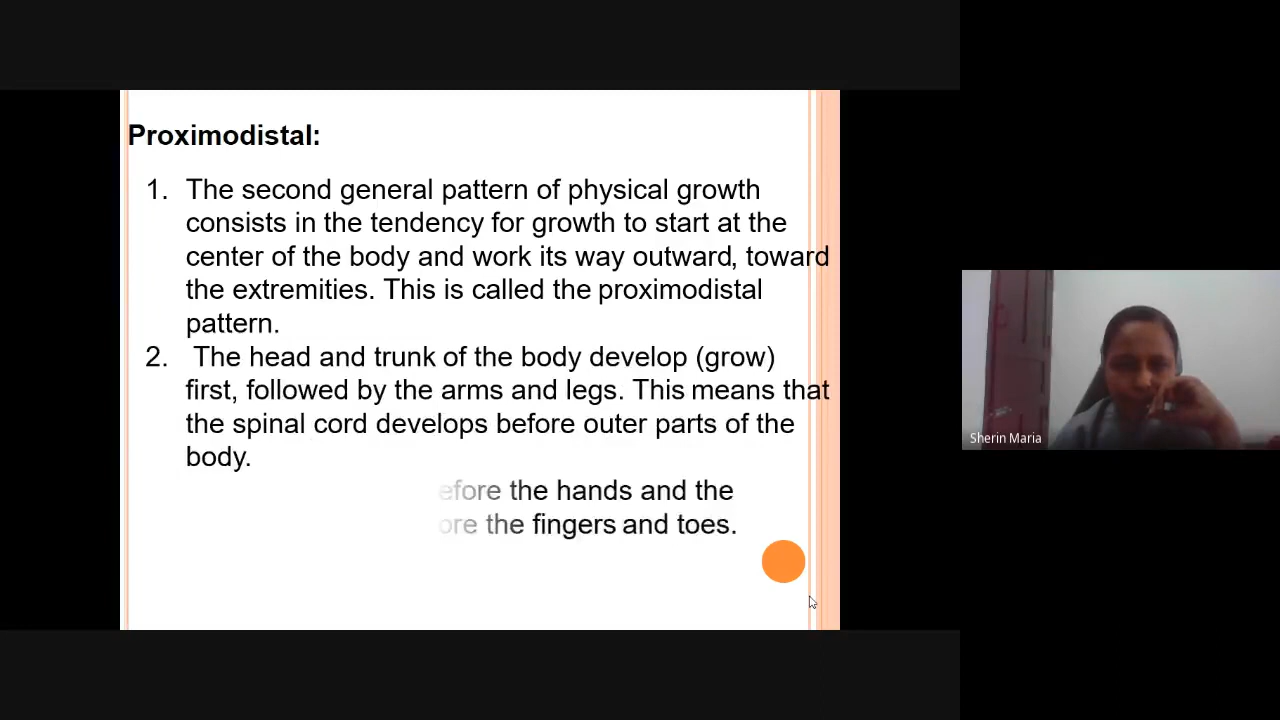 Proximodistal:
1. The second general pattern of physical growth
consists in the tendency for growth to start at the
center of the body and work its way outward, toward
the extremities. This is called the proximodistal
pattern.
2. The head and trunk of the body develop (grow)
first, followed by the arms and legs. This means that
the spinal cord develops before outer parts of the
body.
efore the hands and the
ore the fingers and toes.
Sherin Maria